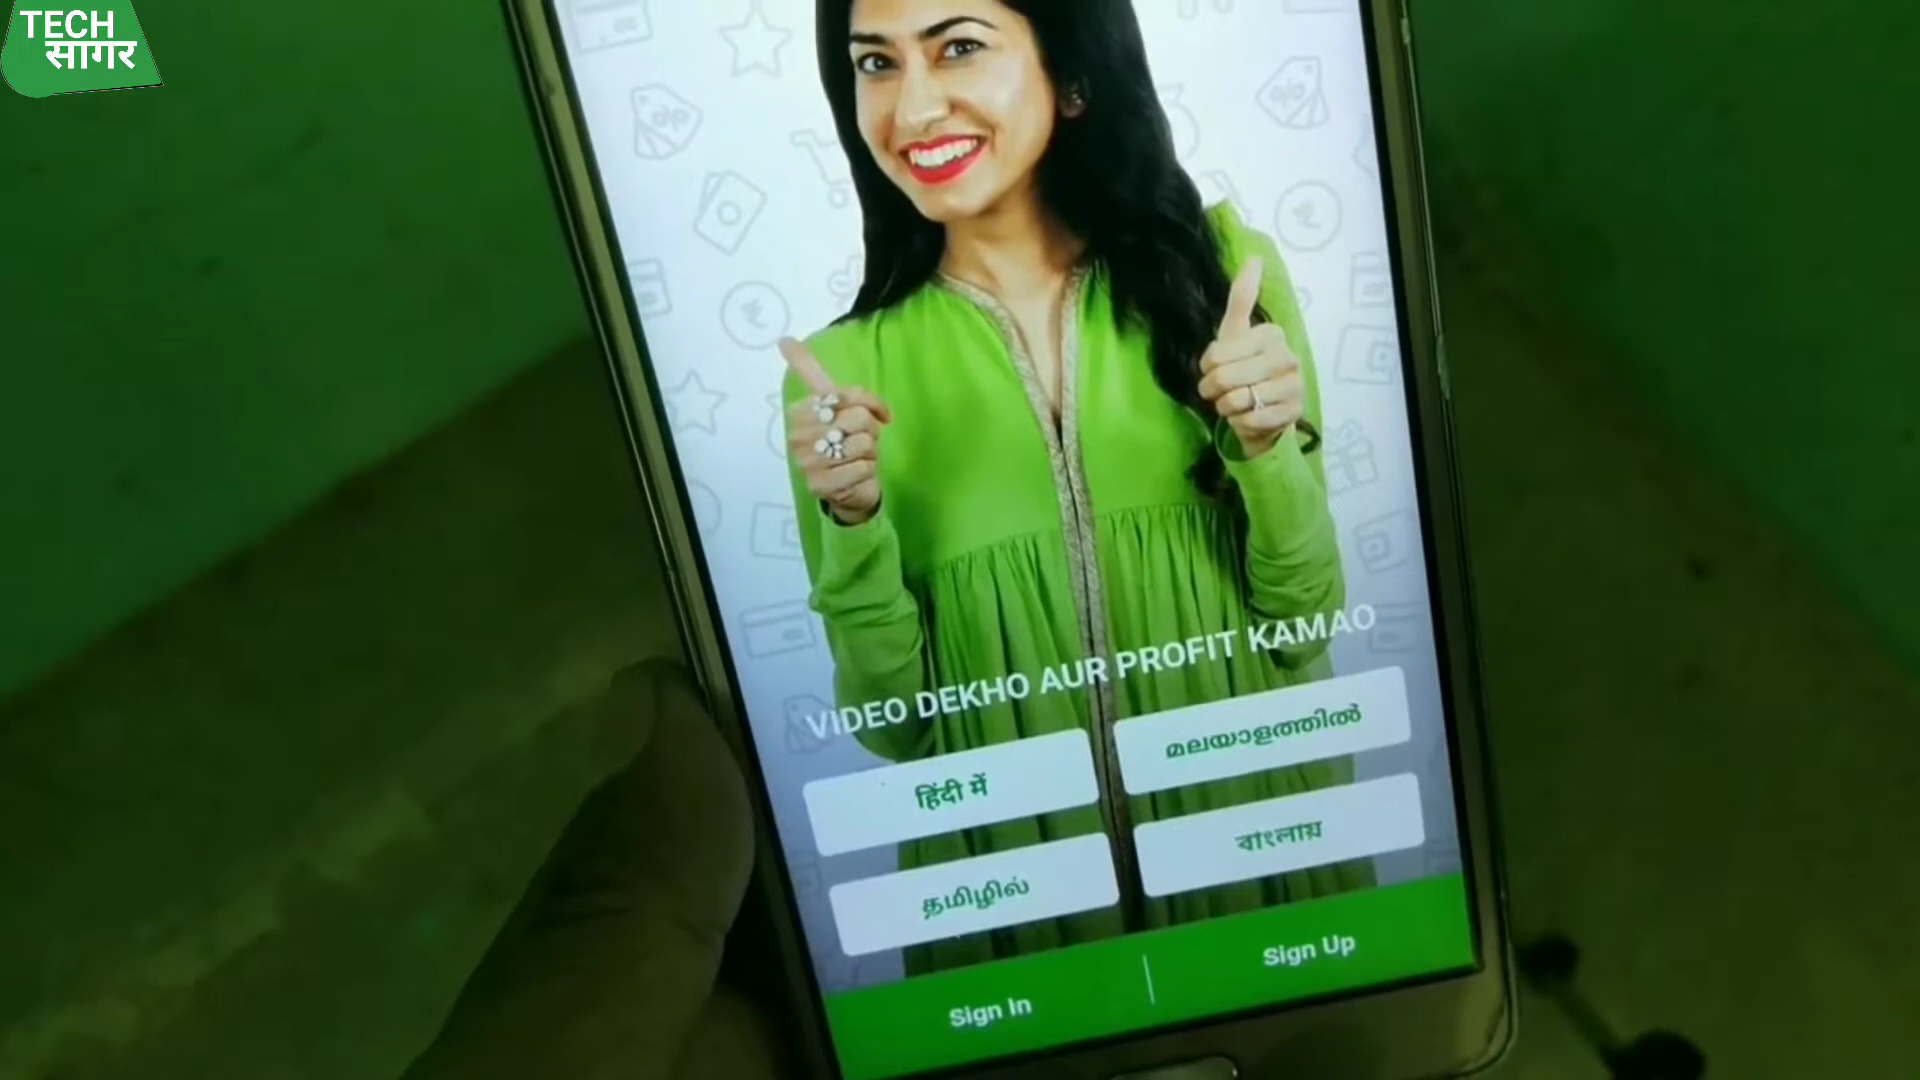 TECH
सागर
VIDEO DEKHO AUR PROFIT KAMAO
हिंदी में
മലയാളത്തിൽ
தமிழில்
বাংলায়
Sign In
Sign Up